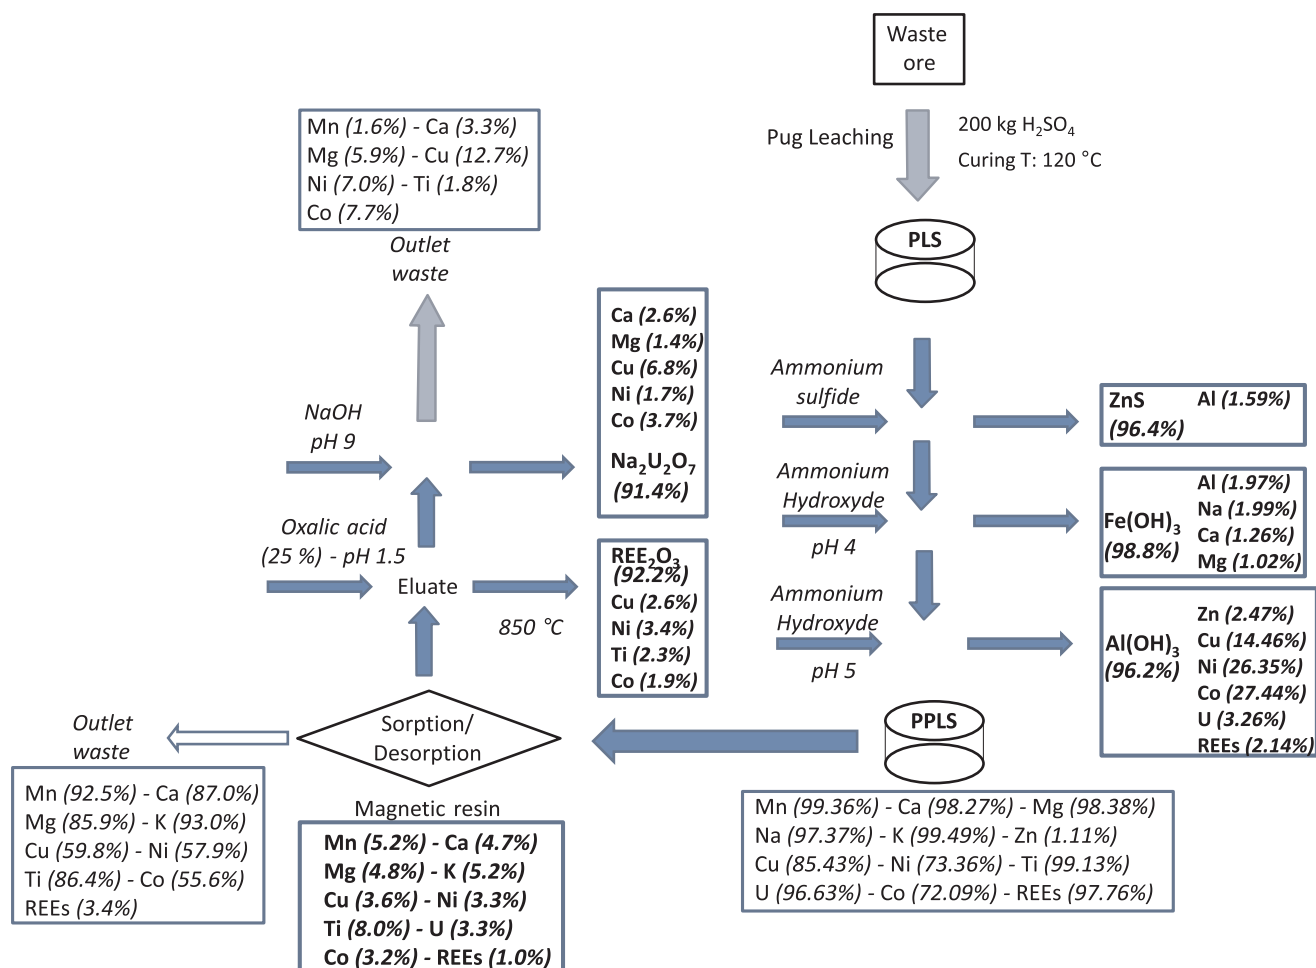 Waste
ore
Pug Leaching
200 kg H₂SO₄
Curing T: 120 °C
PLS
Ammonium
sulfide
ZnS
(96.4%)
Al (1.59%)
Ammonium
Hydroxyde
pH 4
Fe(OH)₃
(98.8%)
Al (1.97%)
Na (1.99%)
Ca (1.26%)
Mg (1.02%)
Ammonium
Hydroxyde
pH 5
Al(OH)₃
(96.2%)
Zn (2.47%)
Cu (14.46%)
Ni (26.35%)
Co (27.44%)
U (3.26%)
REEs (2.14%)
PPLS
Mn (99.36%) - Ca (98.27%) - Mg (98.38%)
Na (97.37%) - K (99.49%) - Zn (1.11%)
Cu (85.43%) - Ni (73.36%) - Ti (99.13%)
U (96.63%) - Co (72.09%) - REEs (97.76%)
Sorption/
Desorption
Magnetic resin
Mn (5.2%) - Ca (4.7%)
Mg (4.8%) - K (5.2%)
Cu (3.6%) - Ni (3.3%)
Ti (8.0%) - U (3.3%)
Co (3.2%) - REEs (1.0%)
Outlet
waste
Mn (92.5%) - Ca (87.0%)
Mg (85.9%) - K (93.0%)
Cu (59.8%) - Ni (57.9%)
Ti (86.4%) - Co (55.6%)
REEs (3.4%)
Eluate
Oxalic acid
(25 %) - pH 1.5
850 °C
REE₂O₃
(92.2%)
Cu (2.6%)
Ni (3.4%)
Ti (2.3%)
Co (1.9%)
NaOH
pH 9
Ca (2.6%)
Mg (1.4%)
Cu (6.8%)
Ni (1.7%)
Co (3.7%)
Na₂U₂O₇
(91.4%)
Outlet
waste
Mn (1.6%) - Ca (3.3%)
Mg (5.9%) - Cu (12.7%)
Ni (7.0%) - Ti (1.8%)
Co (7.7%)